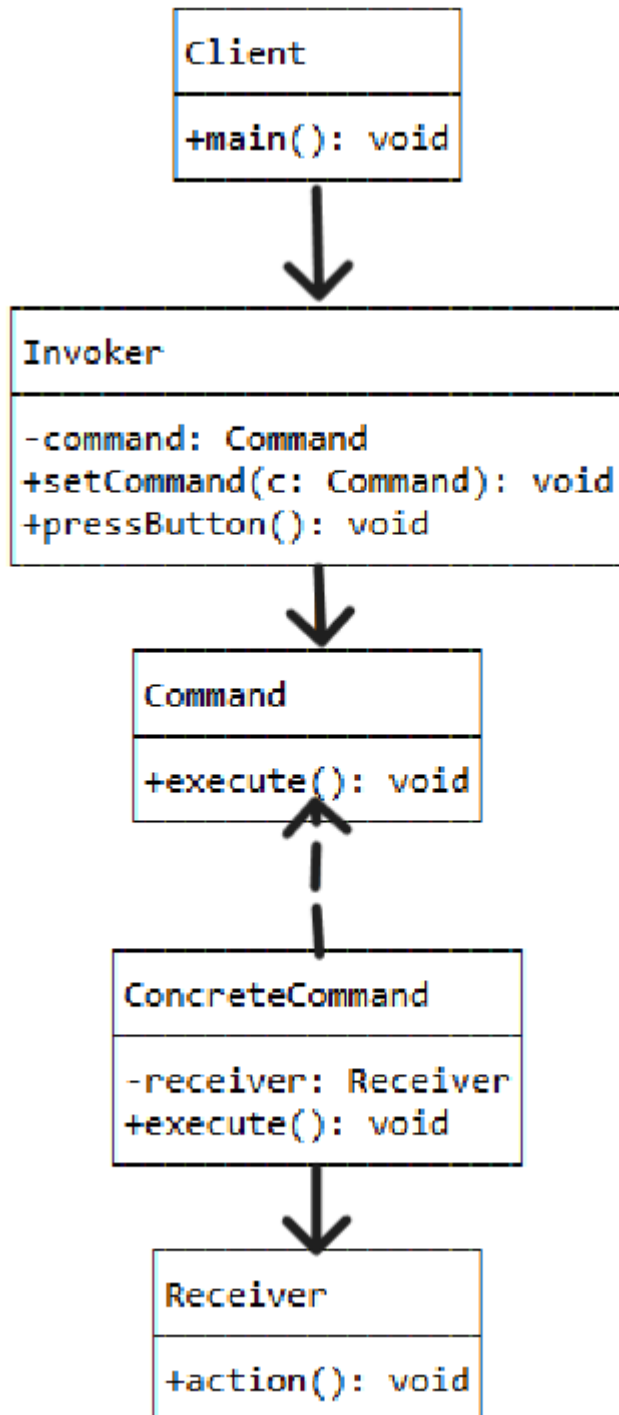 Client
+main(): void
Invoker
-command: Command
+setCommand(c: Command): void
+pressButton(): void
Command
+execute(): void
ConcreteCommand
-receiver: Receiver
+execute(): void
Receiver
+action(): void